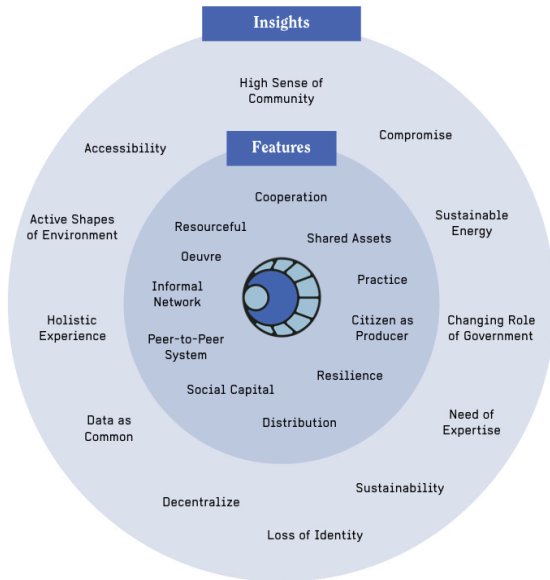 Insights
High Sense of
Community
Compromise
Accessibility
Features
Cooperation
Active Shapes
of Environment
Resourceful
Sustainable
Energy
Shared Assets
Oeuvre
Practice
Informal
Network
Holistic
Experience
Citizen as
Producer
Changing Role
of Government
Peer-to-Peer
System
Resilience
Social Capital
Data as
Common
Distribution
Need of
Expertise
Sustainability
Decentralize
Loss of Identity